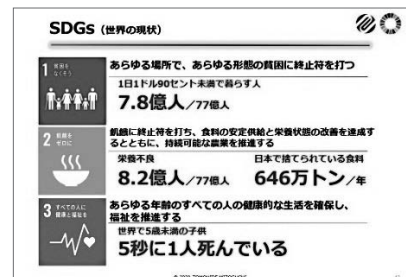 SDGs (世界の現状)
1 貧困を
なくそう
あらゆる場所で、あらゆる形態の貧困に終止符を打つ
1日1ドル90セント未満で暮らす人
7.8億人/77億人
2 飢餓を
ゼロに
飢餓に終止符を打ち、食料の安定供給と栄養状態の改善を達成す
るとともに、持続可能な農業を推進する
栄養不良 日本で捨てられている食料
8.2億人/77億人 646万トン/年
3 すべての人に
健康と福祉を
あらゆる年齢のすべての人の健康的な生活を確保し、
福祉を推進する
世界で5歳未満の子供
5秒に1人死んでいる